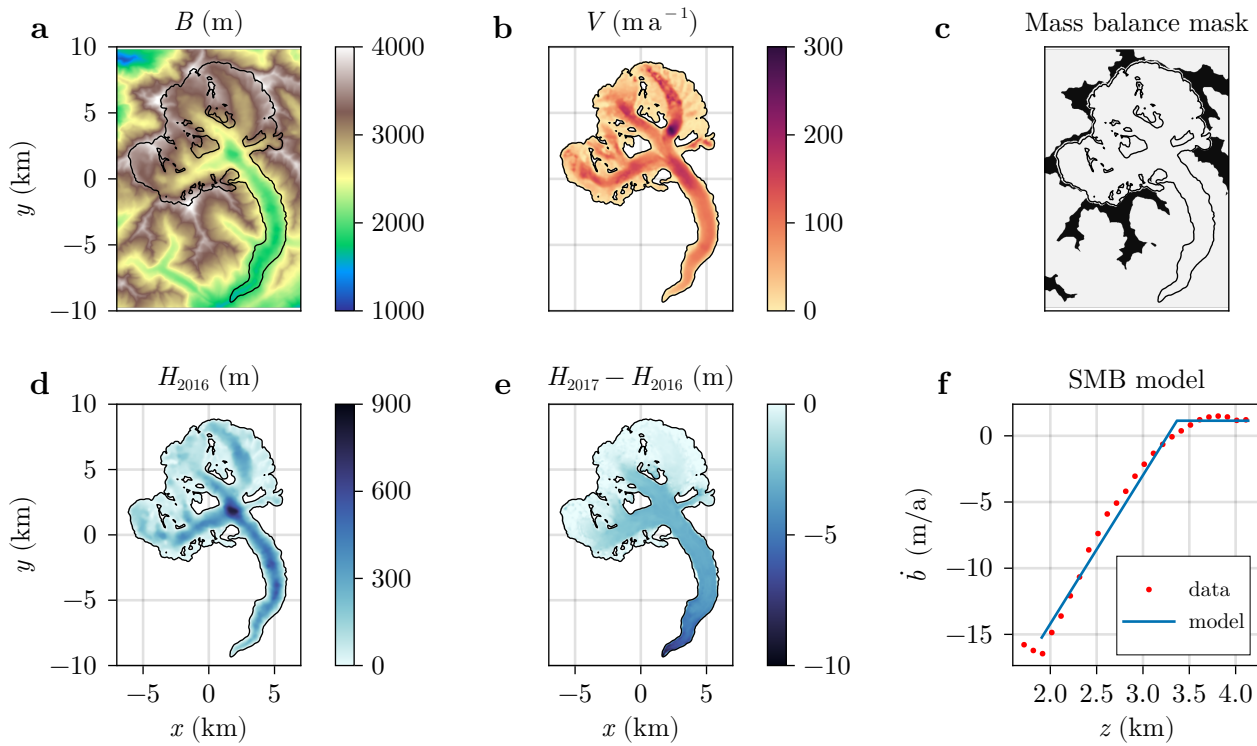 a
B (m)
10
5
0
−5
−10
y (km)
4000
3000
2000
1000
b
V (m a⁻¹)
300
200
100
0
c
Mass balance mask
d
H₂₀₁₆ (m)
10
5
0
−5
−10
y (km)
−5
0
5
x (km)
900
600
300
0
e
H₂₀₁₇ − H₂₀₁₆ (m)
−5
0
5
x (km)
0
−5
−10
f
SMB model
0
−5
−10
−15
ḃ (m/a)
data
model
2.0
2.5
3.0
3.5
4.0
z (km)